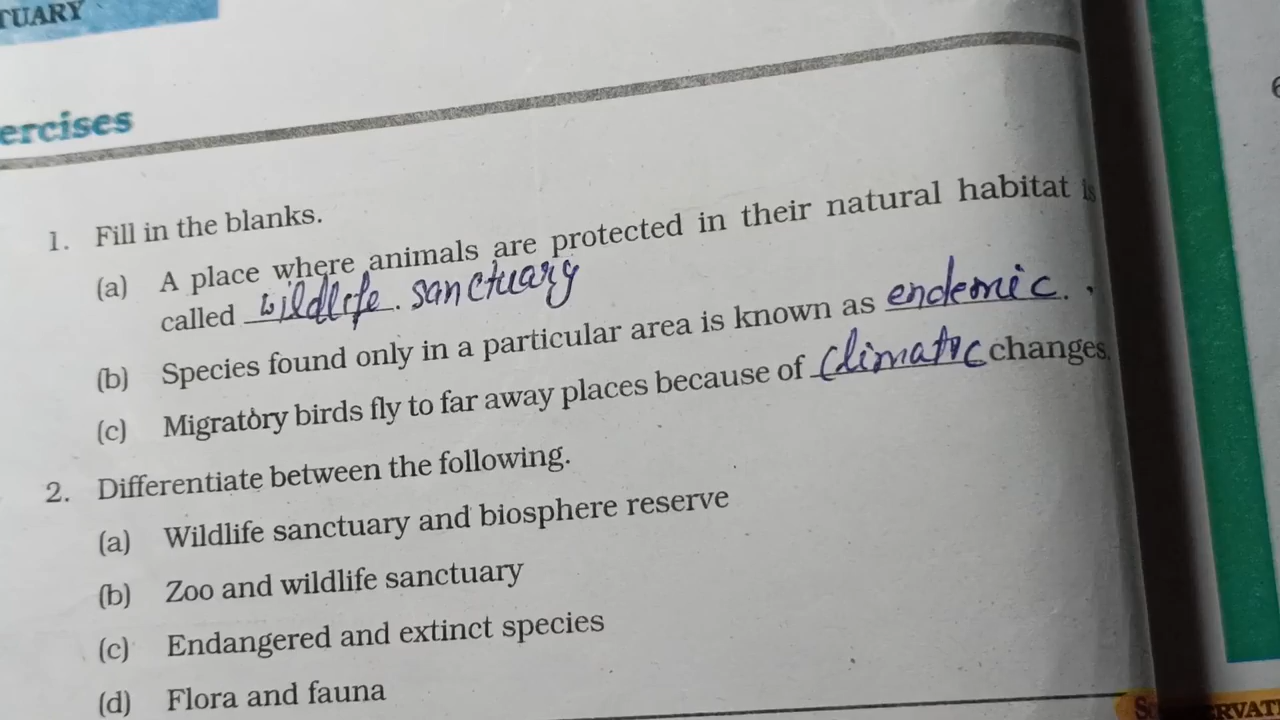 TUARY
ercises
1. Fill in the blanks.
(a) A place where animals are protected in their natural habitat is
called wildlife. sanctuary
(b) Species found only in a particular area is known as endemic.
(c) Migratory birds fly to far away places because of climatic changes.
2. Differentiate between the following.
(a) Wildlife sanctuary and biosphere reserve
(b) Zoo and wildlife sanctuary
(c) Endangered and extinct species
(d) Flora and fauna
RVATI